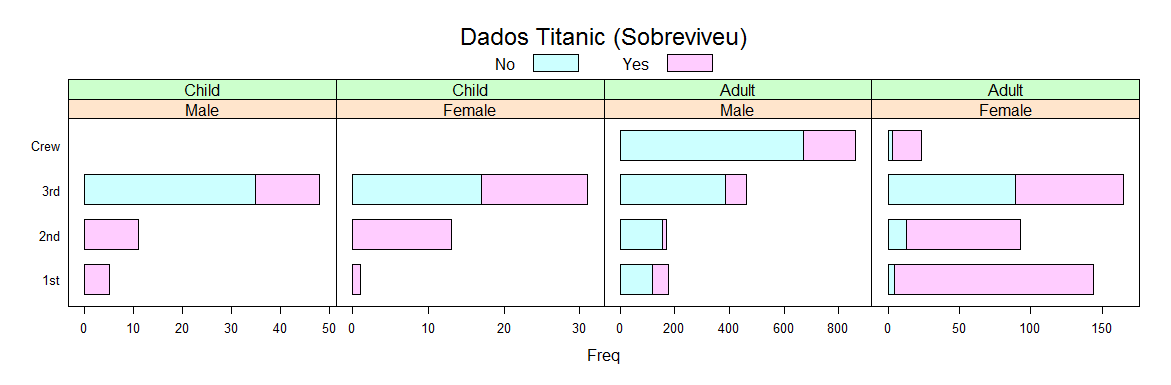 Dados Titanic (Sobreviveu)
No Yes
Child Child Adult Adult
Male Female Male Female
Crew
3rd
2nd
1st
0 10 20 30 40 50 0 10 20 30 0 200 400 600 800 0 50 100 150
Freq